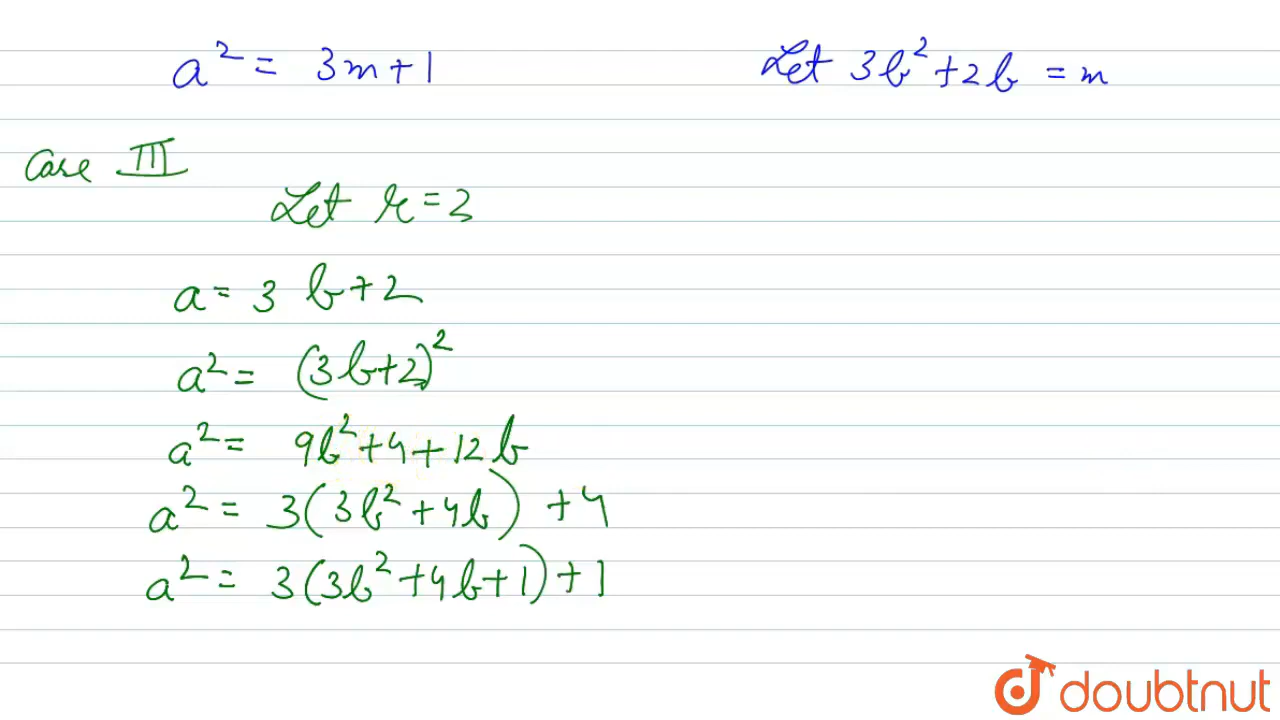 a² = 3m+1 Let 3b²+2b = m
Case III
Let r=2
a= 3 b+2
a² = (3b+2)²
a² = 9b²+4+12b
a² = 3(3b²+4b) +4
a² = 3(3b²+4b+1)+1
doubtnut